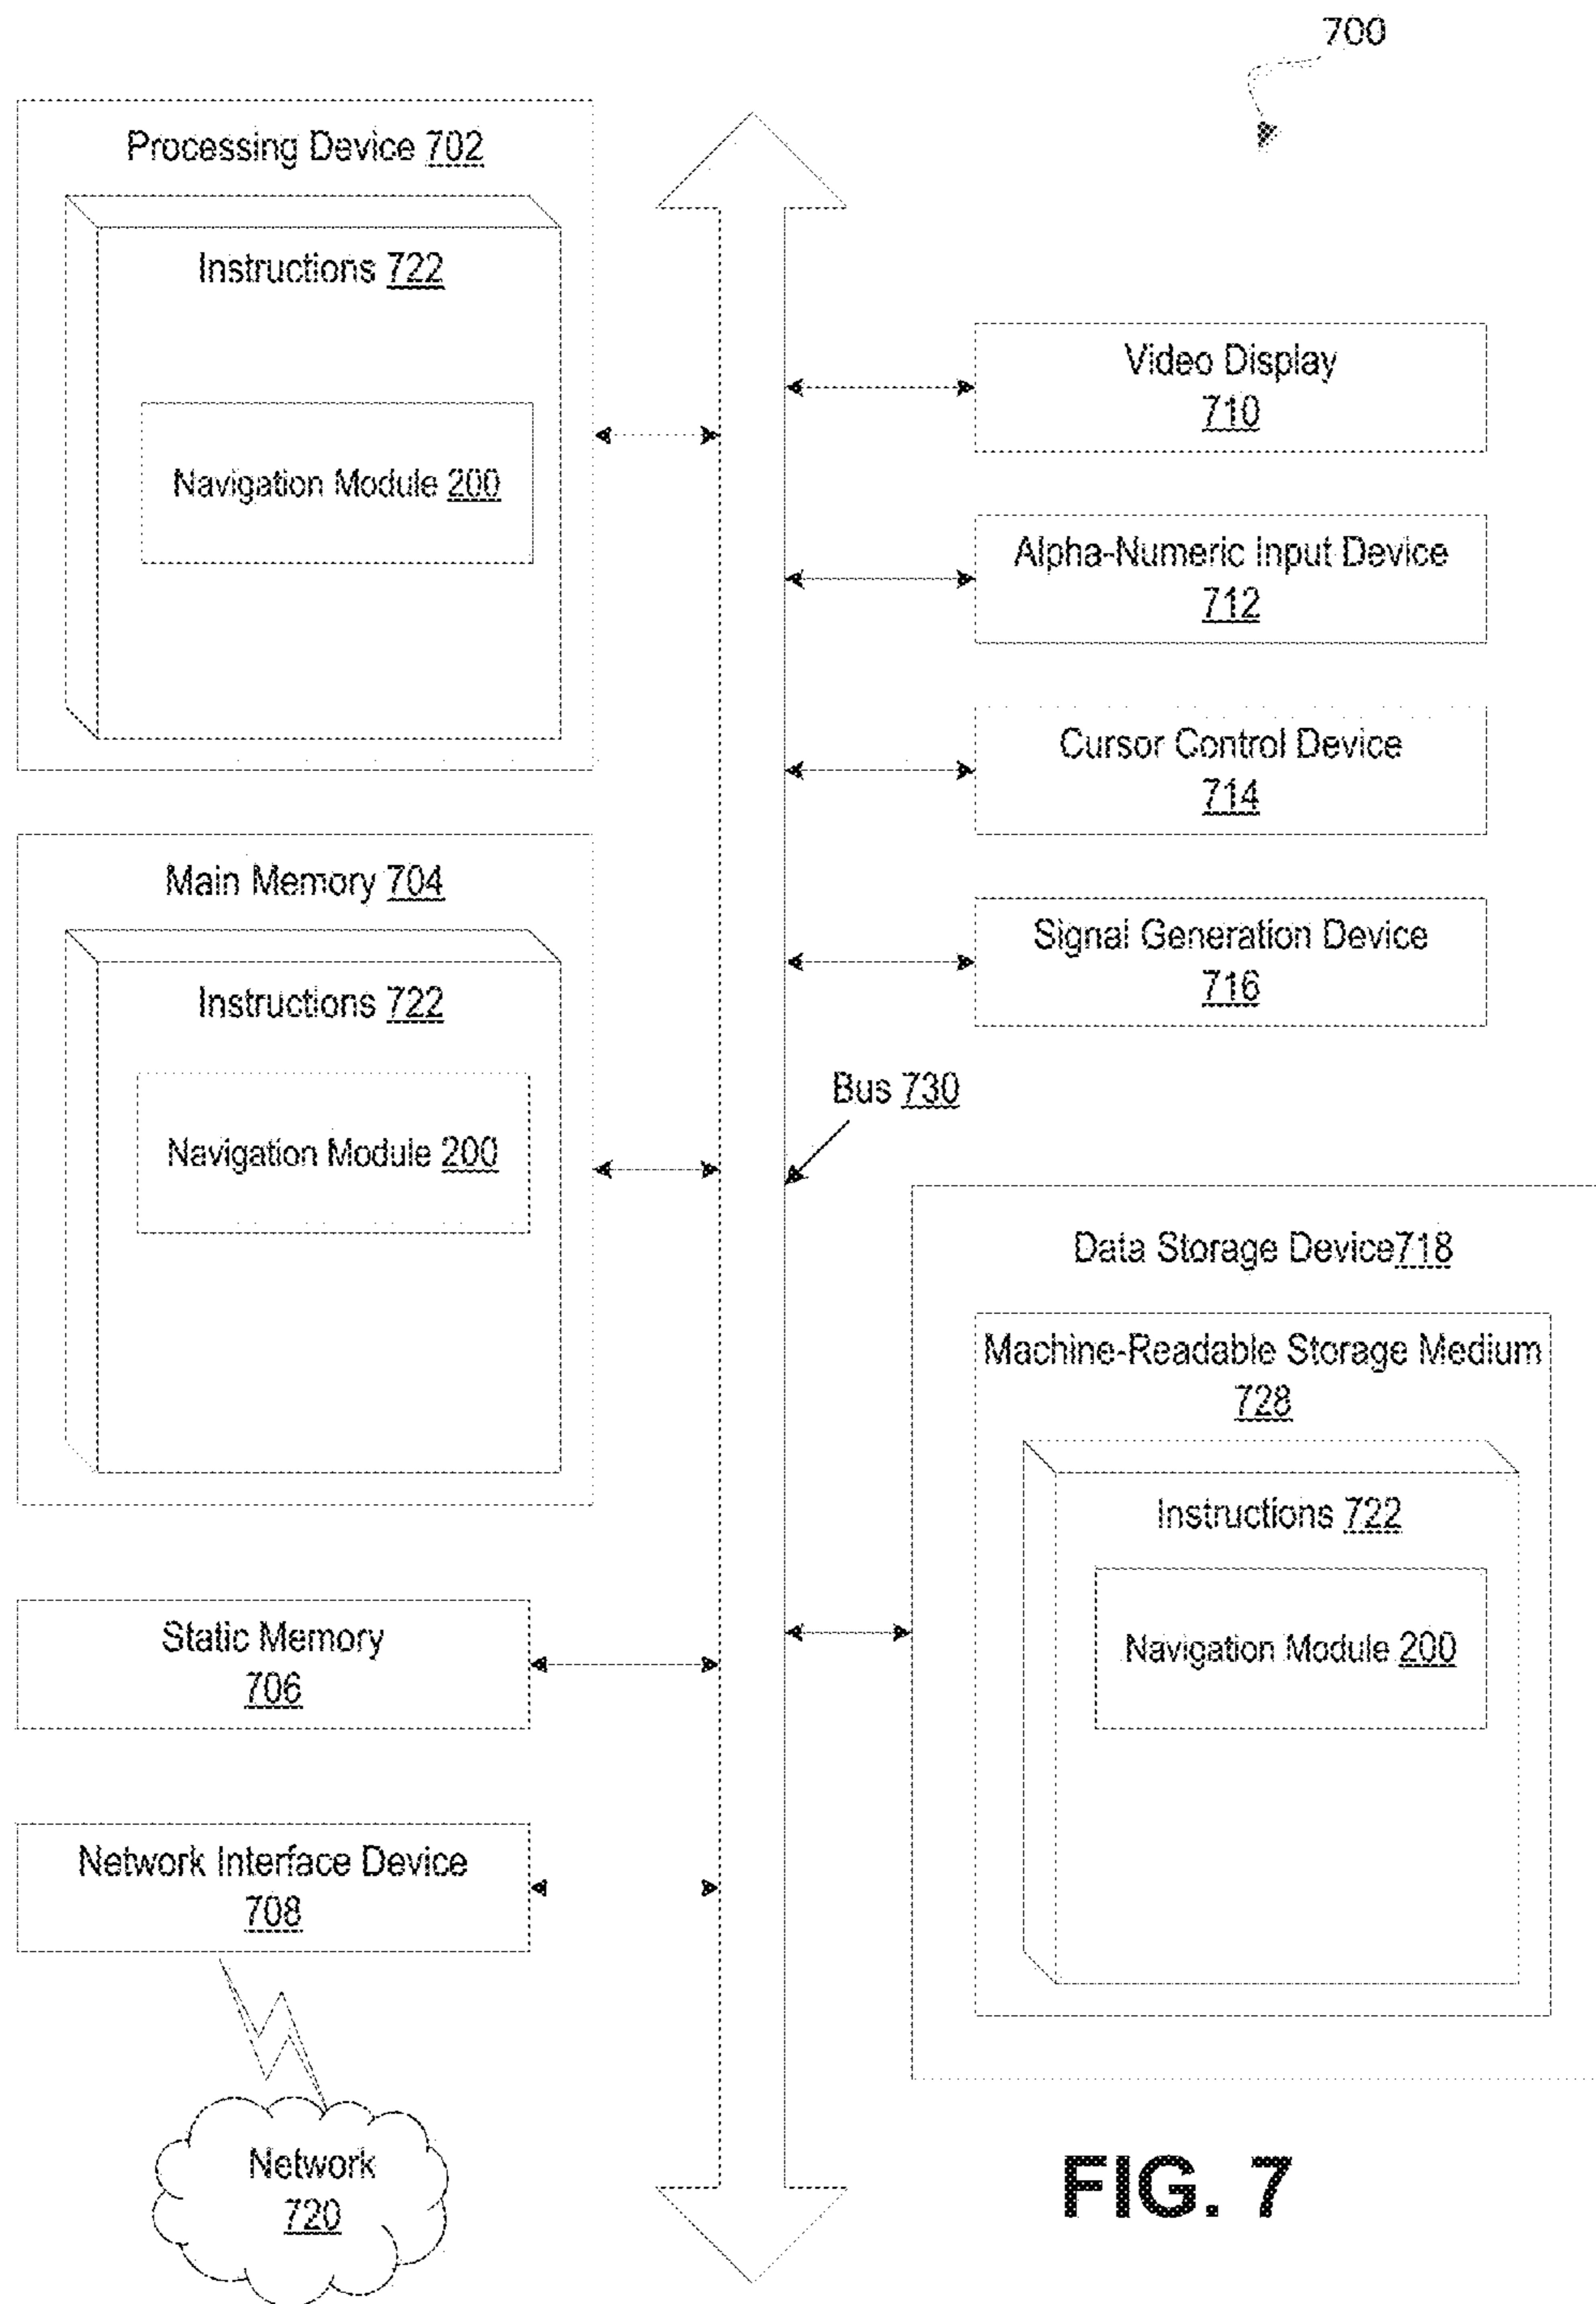 700
Processing Device 702
Instructions 722
Navigation Module 200
Main Memory 704
Instructions 722
Navigation Module 200
Static Memory
706
Network Interface Device
708
Network
720
Video Display
710
Alpha-Numeric Input Device
712
Cursor Control Device
714
Signal Generation Device
716
Bus 730
Data Storage Device718
Machine-Readable Storage Medium
728
Instructions 722
Navigation Module 200
FIG. 7